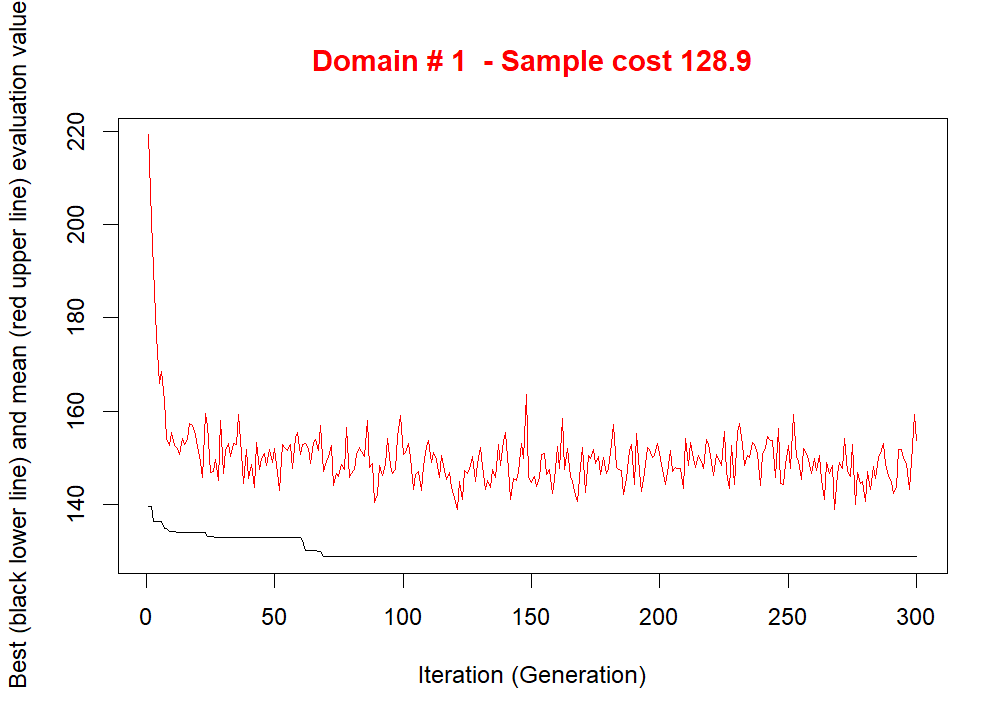 Domain # 1  - Sample cost 128.9
Best (black lower line) and mean (red upper line) evaluation value
220
200
180
160
140
0 50 100 150 200 250 300
Iteration (Generation)